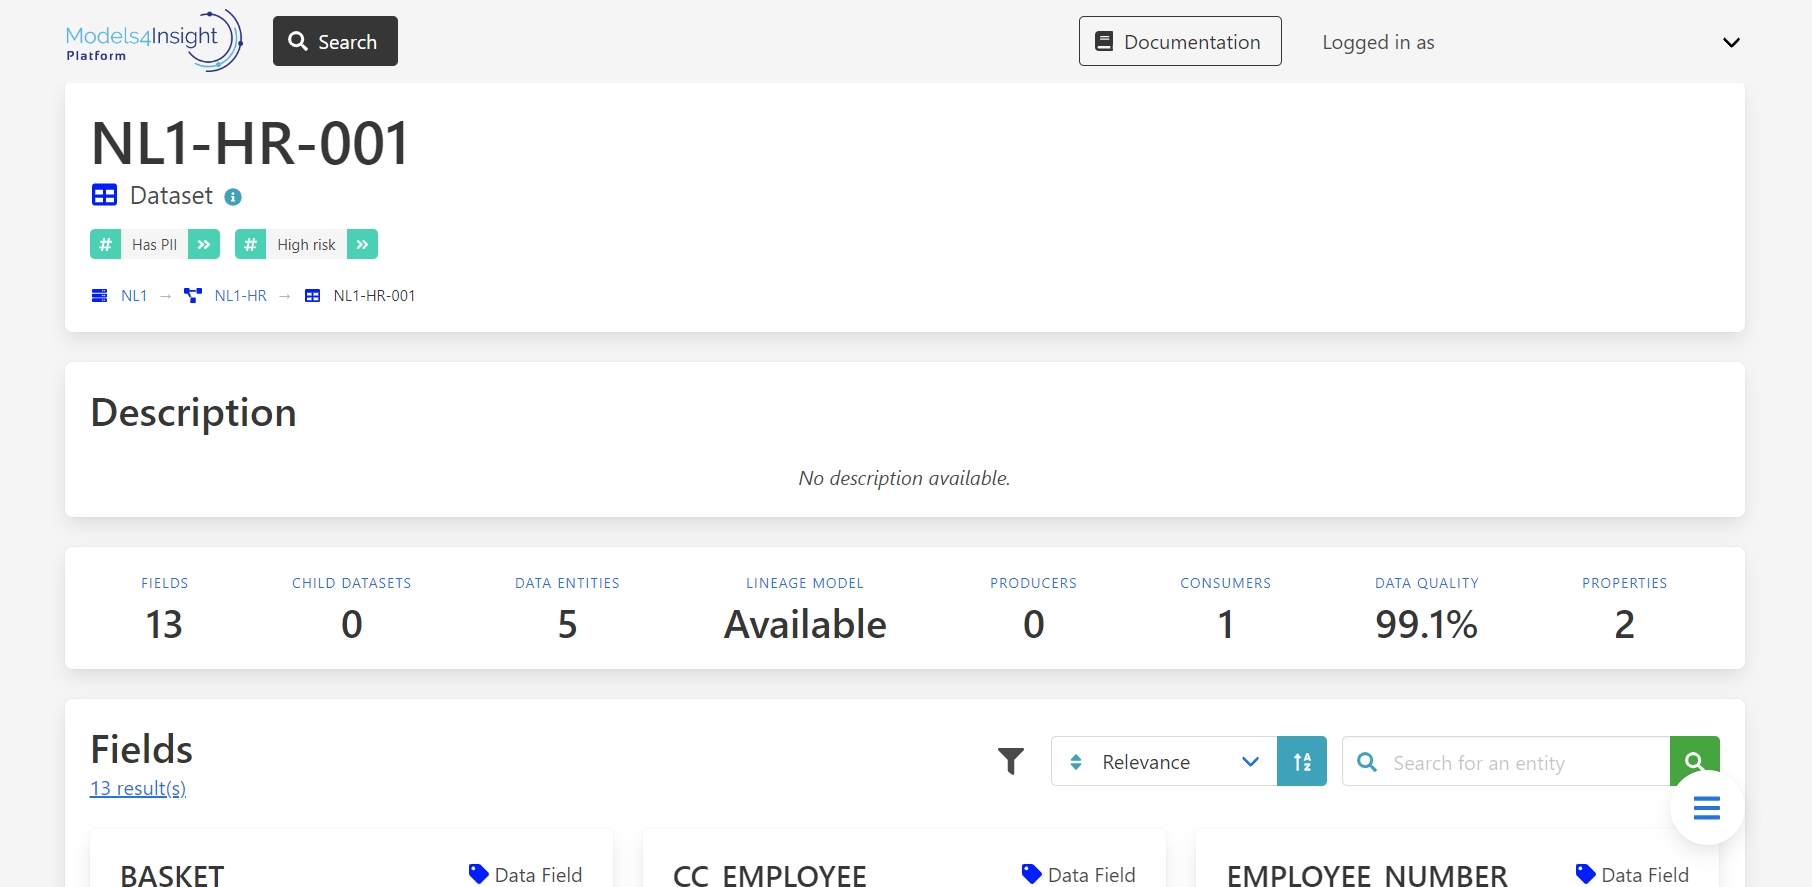 Models4Insight
Platform
Search
Documentation
Logged in as
NL1-HR-001
Dataset
# Has PII »
# High risk »
NL1 → NL1-HR → NL1-HR-001
Description
No description available.
FIELDS CHILD DATASETS DATA ENTITIES LINEAGE MODEL PRODUCERS CONSUMERS DATA QUALITY PROPERTIES
13 0 5 Available 0 1 99.1% 2
Fields
13 result(s)
Relevance
Search for an entity
BASKET Data Field
CC_EMPLOYEE Data Field
EMPLOYEE_NUMBER Data Field